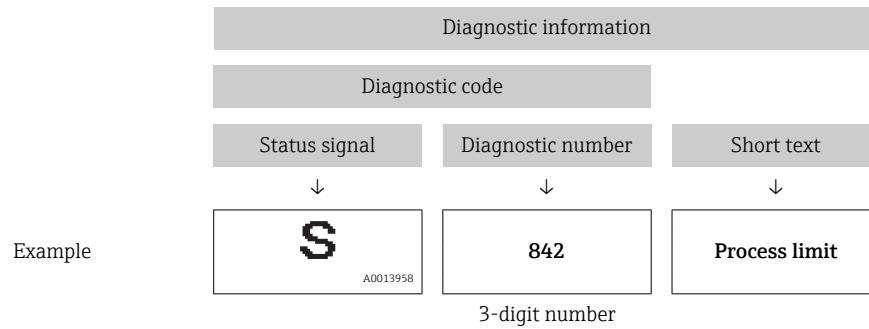 Diagnostic information
Diagnostic code
Status signal Diagnostic number Short text
↓ ↓ ↓
Example S 842 Process limit
A0013958
3-digit number